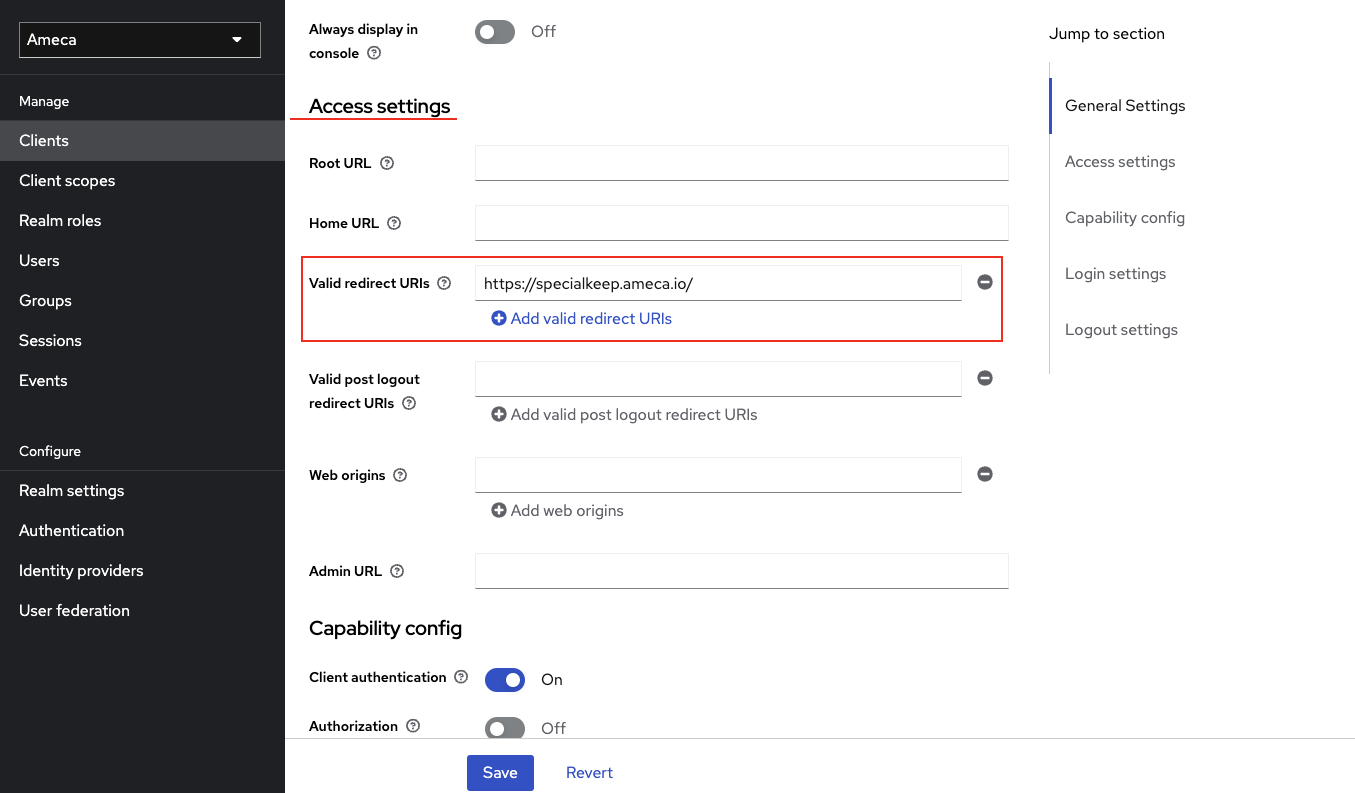 Ameca
Manage
Clients
Client scopes
Realm roles
Users
Groups
Sessions
Events
Configure
Realm settings
Authentication
Identity providers
User federation
Always display in
console
Off
Access settings
Root URL
Home URL
Valid redirect URIs
https://specialkeep.ameca.io/
Add valid redirect URIs
Valid post logout
redirect URIs
Add valid post logout redirect URIs
Web origins
Add web origins
Admin URL
Capability config
Client authentication
On
Authorization
Off
Save
Revert
Jump to section
General Settings
Access settings
Capability config
Login settings
Logout settings